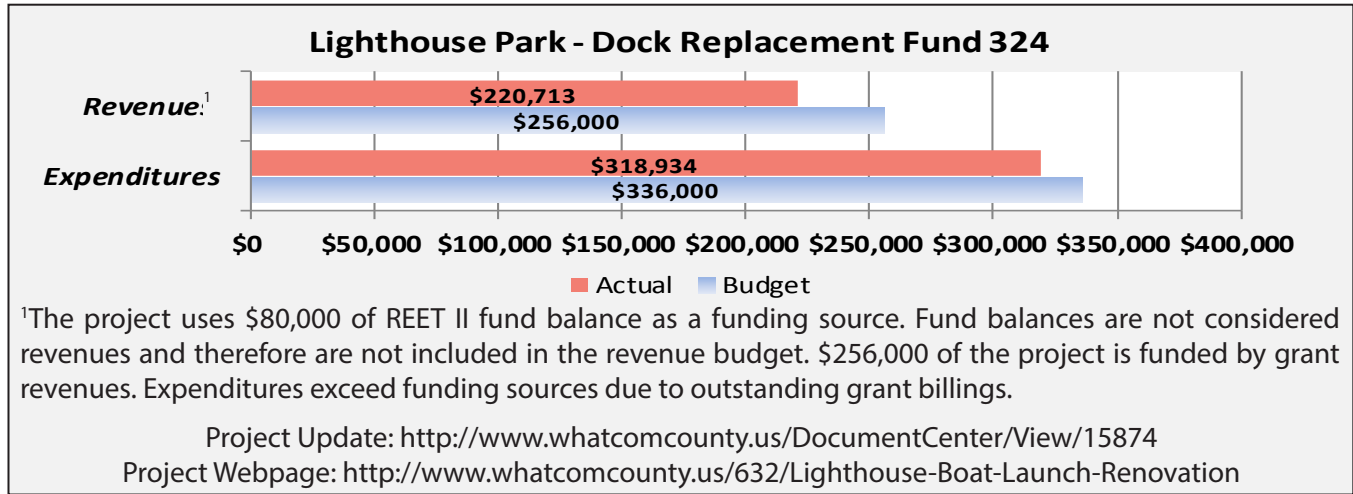 Lighthouse Park - Dock Replacement Fund 324
Revenues¹
$220,713
$256,000
Expenditures
$318,934
$336,000
$0 $50,000 $100,000 $150,000 $200,000 $250,000 $300,000 $350,000 $400,000
Actual Budget
¹The project uses $80,000 of REET II fund balance as a funding source. Fund balances are not considered
revenues and therefore are not included in the revenue budget. $256,000 of the project is funded by grant
revenues. Expenditures exceed funding sources due to outstanding grant billings.
Project Update: http://www.whatcomcounty.us/DocumentCenter/View/15874
Project Webpage: http://www.whatcomcounty.us/632/Lighthouse-Boat-Launch-Renovation